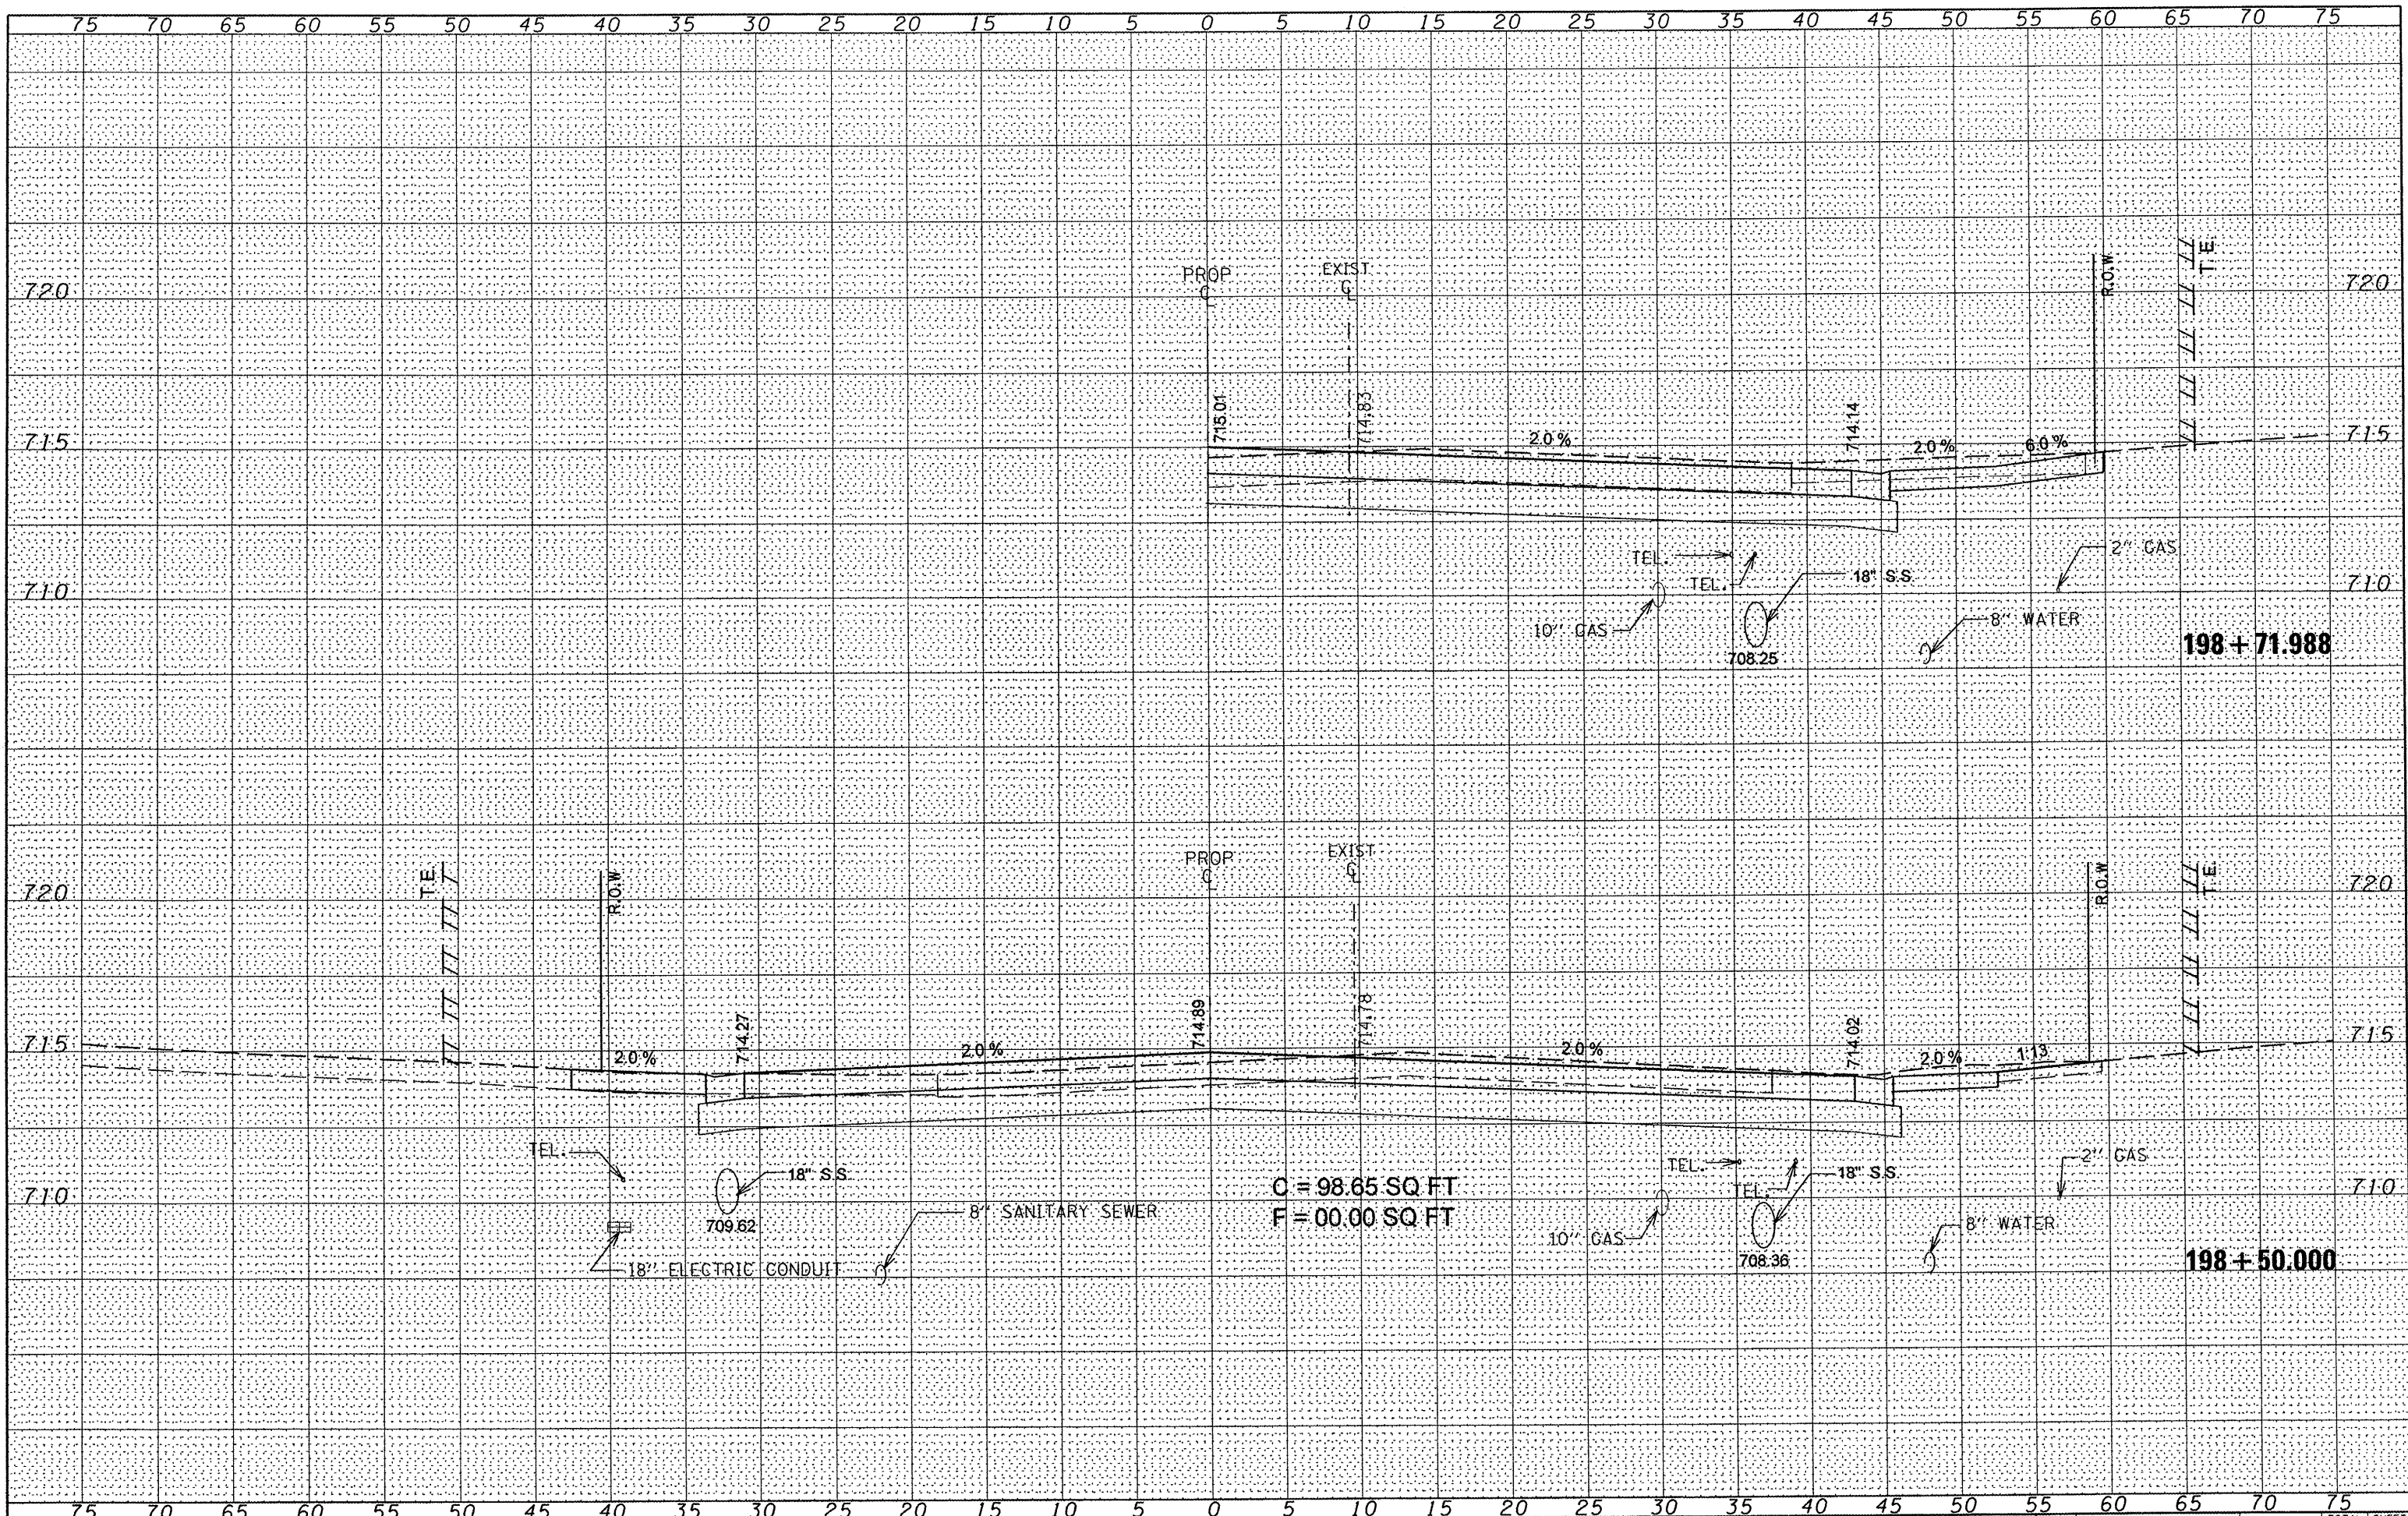 75 70 65 60 55 50 45 40 35 30 25 20 15 10 5 0 5 10 15 20 25 30 35 40 45 50 55 60 65 70 75
T.E.
R.O.W.
PROP
EXIST
℄
℄
720
720
715.01
714.83
714.14
715
2.0 %
2.0 %
6.0 %
715
TEL.
2" GAS
TEL.
18" S.S.
710
710
10" GAS
8" WATER
708.25
198 + 71.988
PROP
EXIST
℄
℄
T.E.
R.O.W.
R.O.W.
T.E.
720
720
714.27
714.89
714.78
714.02
715
2.0 %
2.0 %
2.0 %
2.0 %
1:13
715
TEL.
18" S.S.
TEL.
18" S.S.
2" GAS
TEL.
710
C = 98.65 SQ FT
710
709.62
8" SANITARY SEWER
F = 00.00 SQ FT
10" GAS
8" WATER
18" ELECTRIC CONDUIT
708.36
198 + 50.000
75 70 65 60 55 50 45 40 35 30 25 20 15 10 5 0 5 10 15 20 25 30 35 40 45 50 55 60 65 70 75